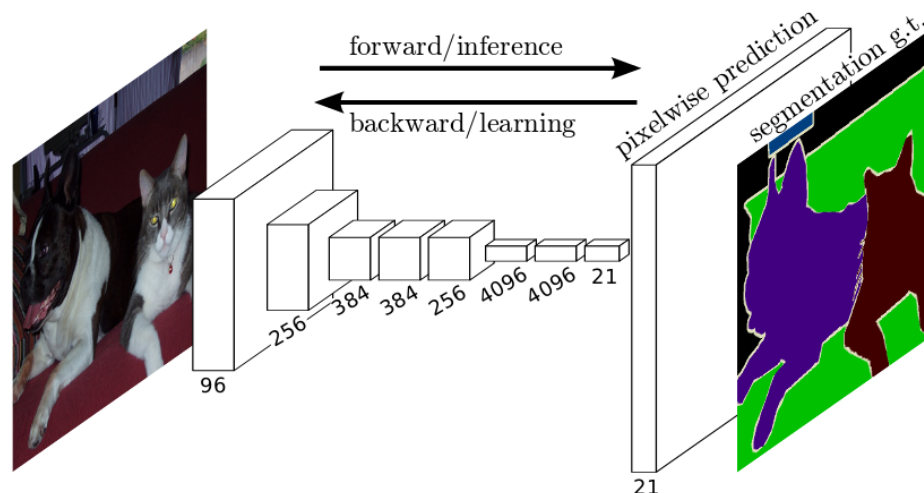 forward/inference
backward/learning
pixelwise prediction
segmentation g.t.
96
256
384
384
256
4096
4096
21
21